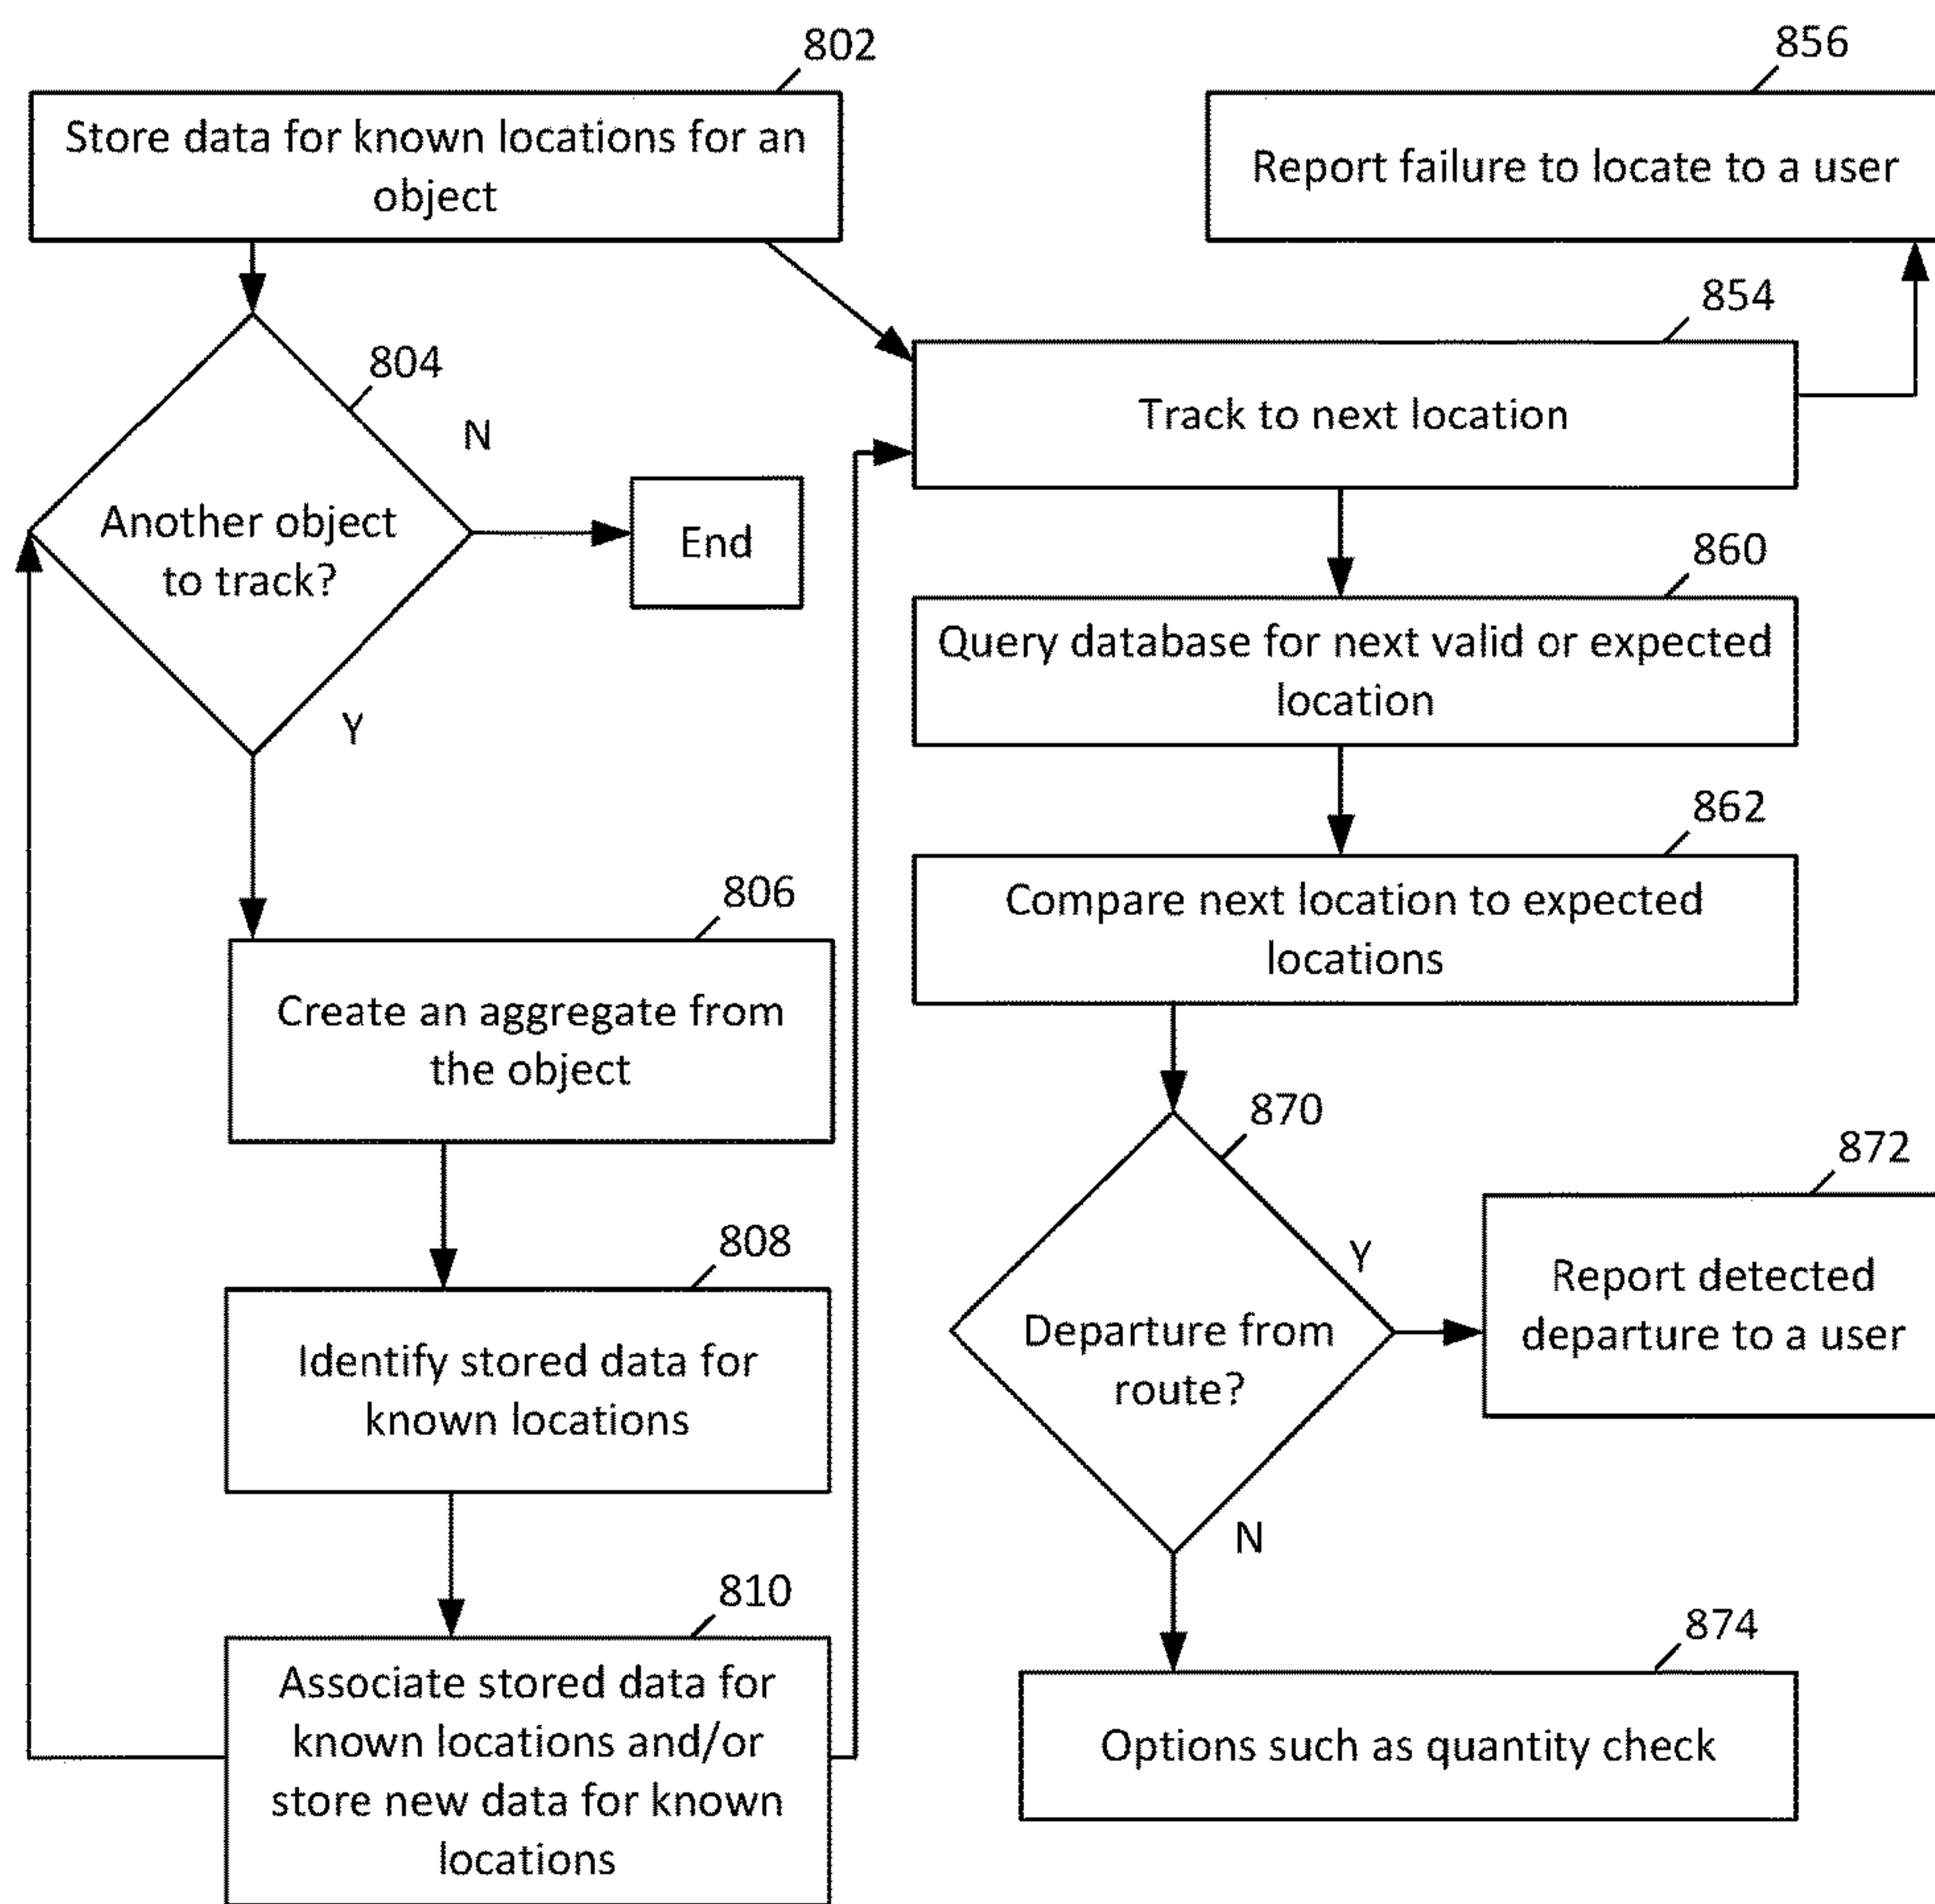 802
Store data for known locations for an
object
804
Another object
to track?
N
End
Y
806
Create an aggregate from
the object
808
Identify stored data for
known locations
810
Associate stored data for
known locations and/or
store new data for known
locations
856
Report failure to locate to a user
854
Track to next location
860
Query database for next valid or expected
location
862
Compare next location to expected
locations
870
Departure from
route?
Y
872
Report detected
departure to a user
N
874
Options such as quantity check